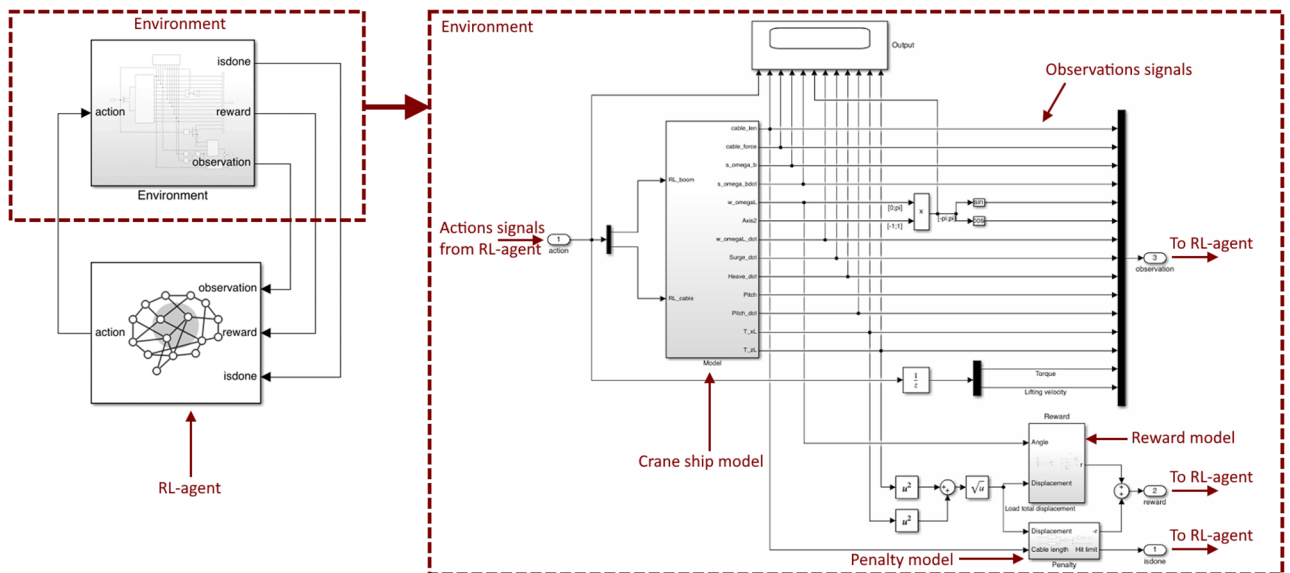 Environment
isdone
action
reward
observation
Environment
observation
action
reward
isdone
RL-agent
Environment
Output
Observations signals
Actions signals
from RL-agent
1
action
RL_boom
RL_cable
cable_len
cable_force
s_omega_b
s_omega_bdot
w_omegaL
Axis2
w_omegaL_dot
Surge_dot
Heave_dot
Pitch
Pitch_dot
T_xL
T_zL
Model
[0;pi]
[-1;1]
x
[-pi;pi]
sin
cos
To RL-agent
3
observation
1
z
Torque
Lifting velocity
Crane ship model
Reward
Angle
r
Displacement
Load total displacement
Reward model
u²
u²
+
+
√u
+
+
To RL-agent
2
reward
Displacement
-r
Cable length
Hit limit
Penalty
Penalty model
To RL-agent
1
isdone